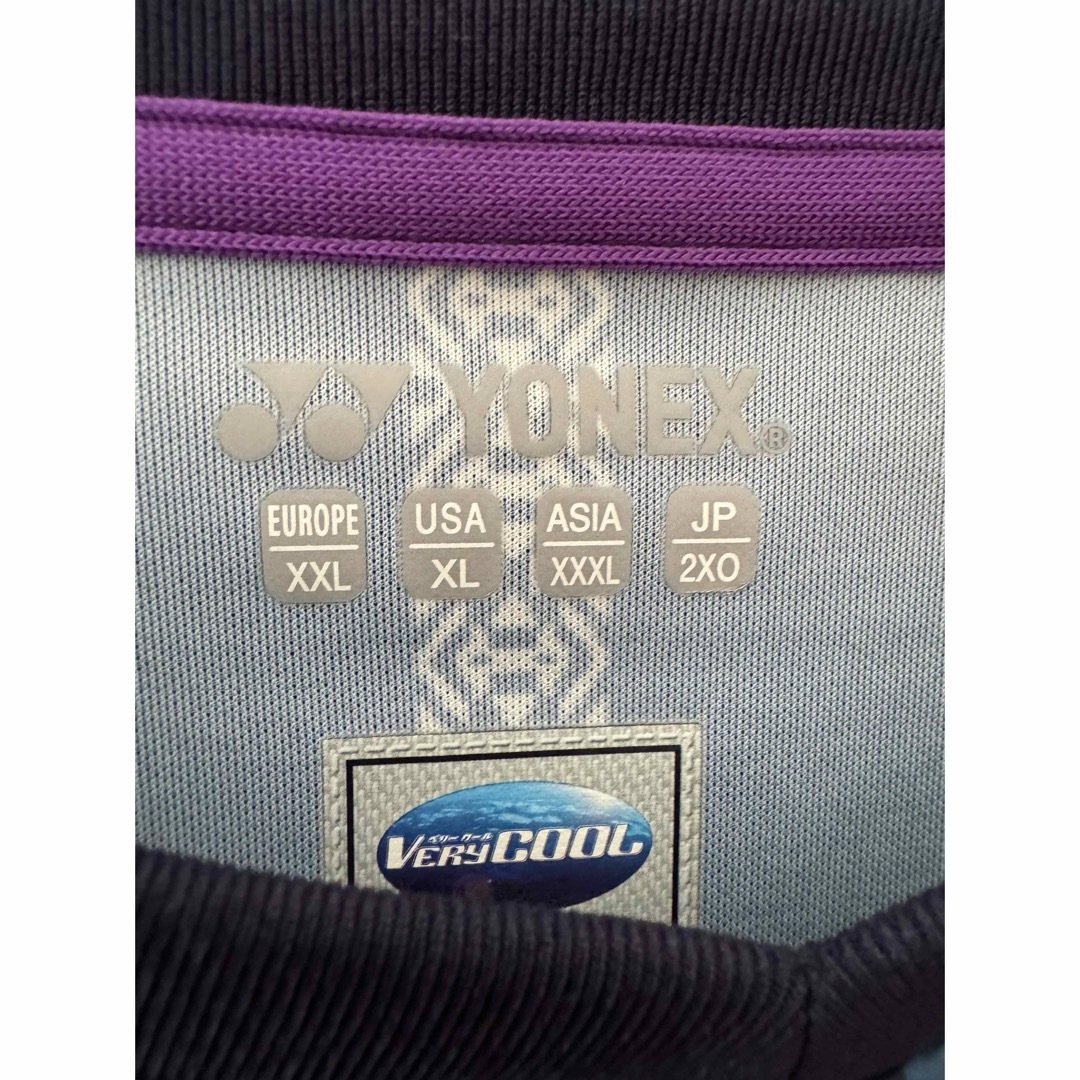 YONEX®
EUROPE USA ASIA JP
XXL XL XXXL 2XO
ベリークール
VERYCOOL